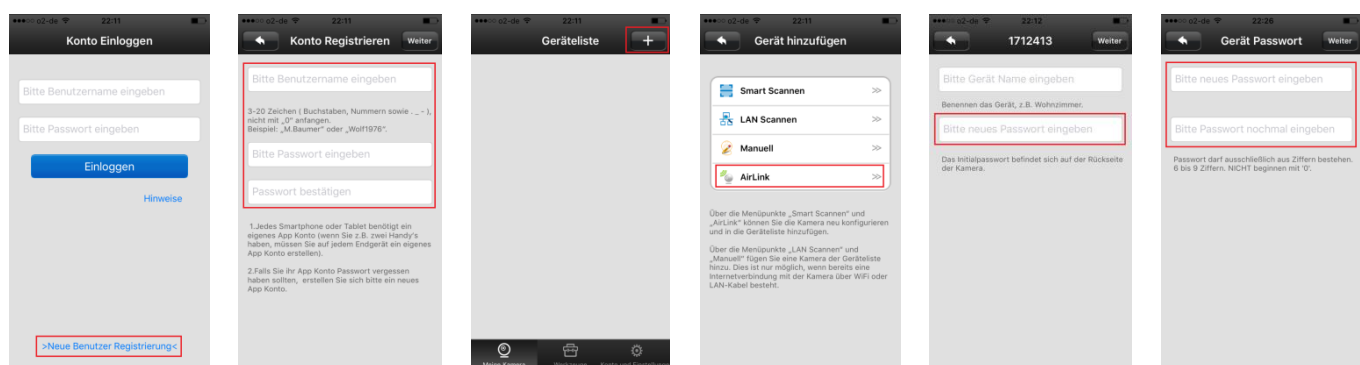 o2-de 22:11
Konto Einloggen
Bitte Benutzername eingeben
Bitte Passwort eingeben
Einloggen
Hinweise
>Neue Benutzer Registrierung<
o2-de 22:11
Konto Registrieren Weiter
Bitte Benutzername eingeben
3-20 Zeichen ( Buchstaben, Nummern sowie . _ - ),
nicht mit „0" anfangen.
Beispiel: „M.Baumer" oder „Wolf1976".
Bitte Passwort eingeben
Passwort bestätigen
1.Jedes Smartphone oder Tablet benötigt ein
eigenes App Konto (wenn Sie z.B. zwei Handy's
haben, müssen Sie auf jedem Endgerät ein eigenes
App Konto erstellen).
2.Falls Sie ihr App Konto Passwort vergessen
haben sollten, erstellen Sie sich bitte ein neues
App Konto.
o2-de 22:11
Geräteliste +
Meine Kamera
o2-de 22:11
Gerät hinzufügen
Smart Scannen >>
LAN Scannen >>
Manuell >>
AirLink >>
Über die Menüpunkte „Smart Scannen" und
„AirLink" können Sie die Kamera neu konfigurieren
und in die Geräteliste hinzufügen.
Über die Menüpunkte „LAN Scannen" und
„Manuell" fügen Sie eine Kamera der Geräteliste
hinzu. Dies ist nur möglich, wenn bereits eine
Internetverbindung mit der Kamera über WiFi oder
LAN-Kabel besteht.
o2-de 22:12
1712413 Weiter
Bitte Gerät Name eingeben
Benennen das Gerät, z.B. Wohnzimmer.
Bitte neues Passwort eingeben
Das Initialpasswort befindet sich auf der Rückseite
der Kamera.
o2-de 22:26
Gerät Passwort Weiter
Bitte neues Passwort eingeben
Bitte Passwort nochmal eingeben
Passwort darf ausschließlich aus Ziffern bestehen.
6 bis 9 Ziffern. NICHT beginnen mit '0'.